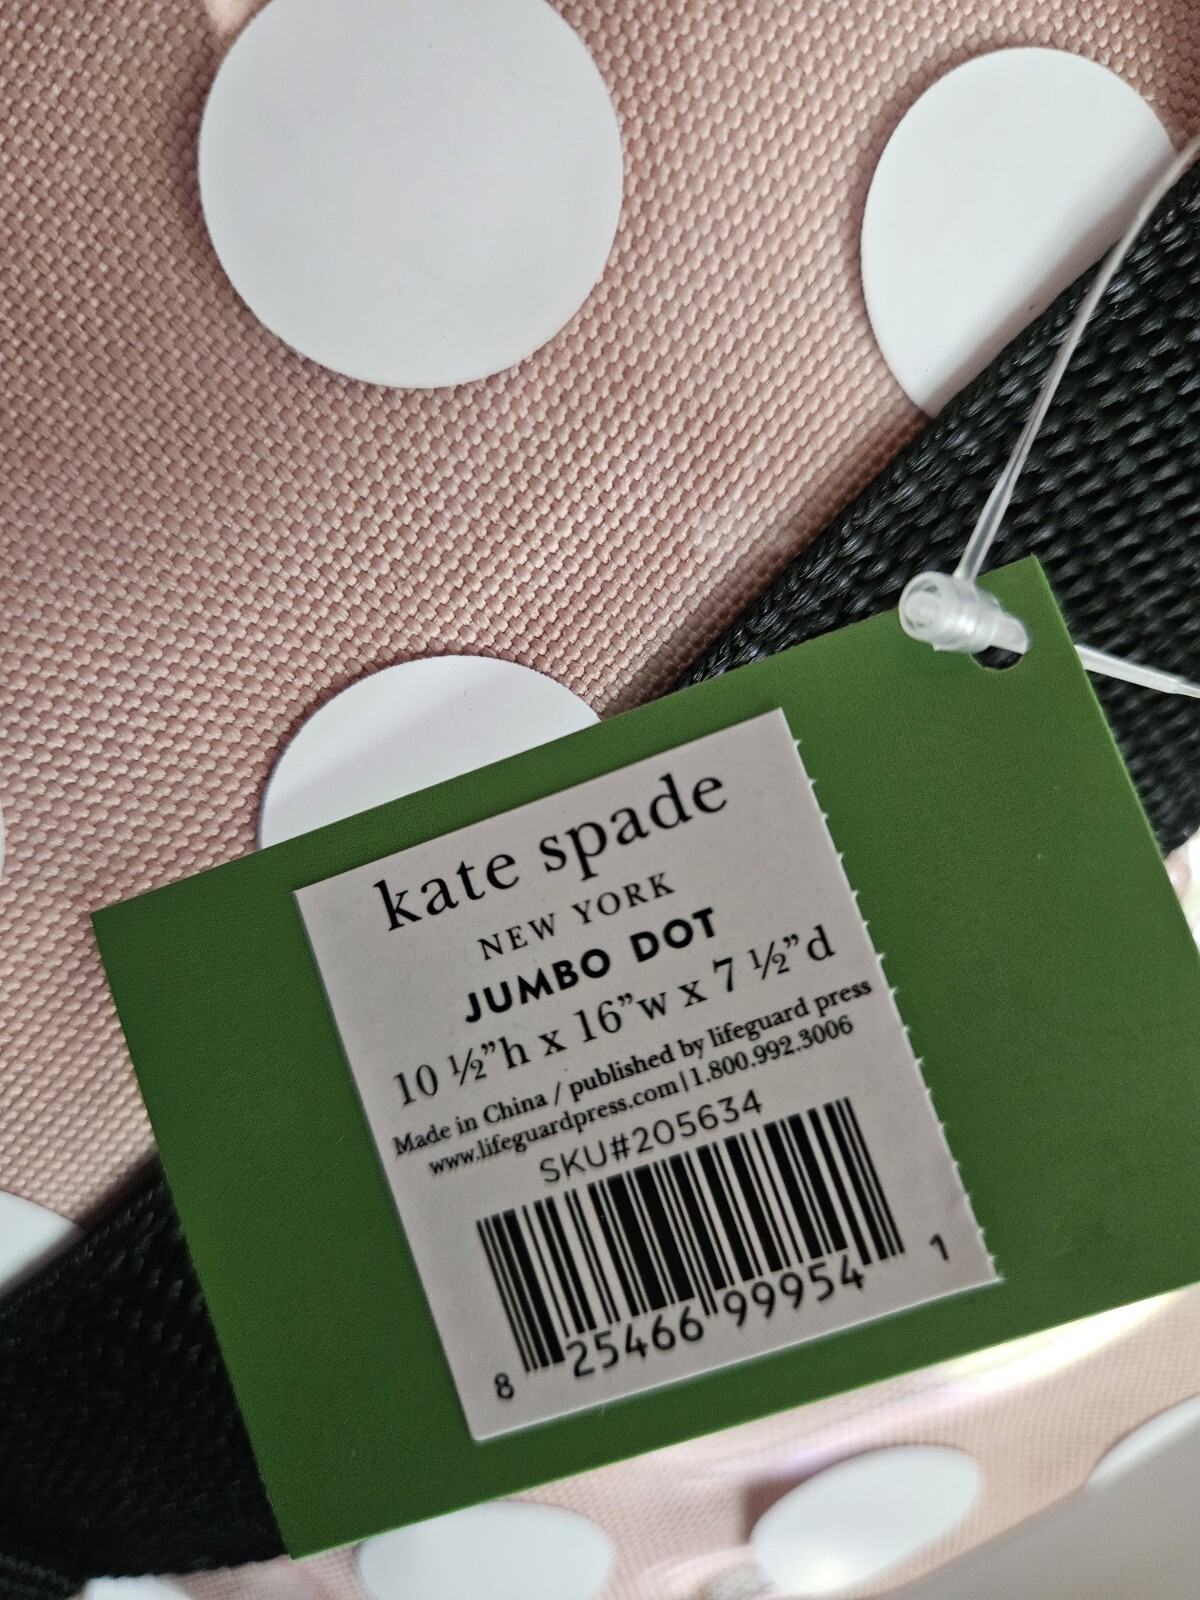 kate spade
NEW YORK
JUMBO DOT
10 ½”h x 16”w x 7 ½”d
Made in China / published by lifeguard press
www.lifeguardpress.com | 1.800.992.3006
SKU#205634
8 25466 99954 1